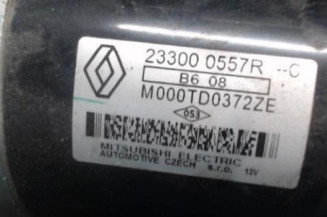 23300 0557R --C
B6 08
M000TD0372ZE
053
MITSUBISHI ELECTRIC
AUTOMOTIVE CZECH s.r.o. 12V